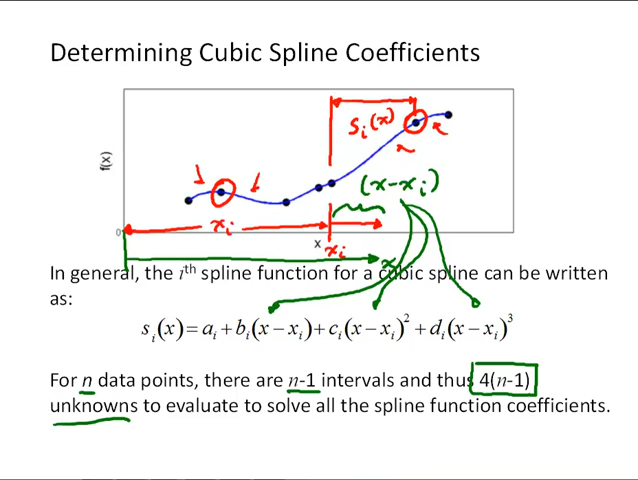 Determining Cubic Spline Coefficients
s_i(x)
f(x)
(x-x_i)
x_i
0
x
x_i
x
In general, the i^th spline function for a cubic spline can be written
as:
s_i(x)=a_i+b_i(x-x_i)+c_i(x-x_i)^2+d_i(x-x_i)^3
For n data points, there are n-1 intervals and thus 4(n-1)
unknowns to evaluate to solve all the spline function coefficients.